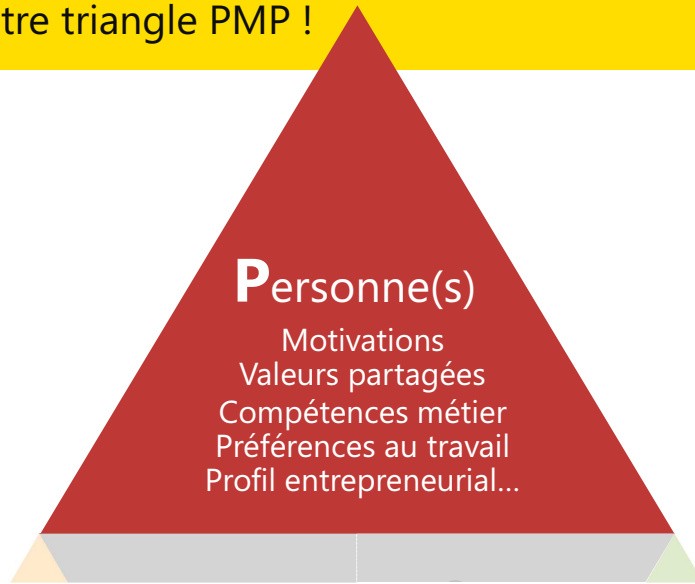 tre triangle PMP !
Personne(s)
Motivations
Valeurs partagées
Compétences métier
Préférences au travail
Profil entrepreneurial...